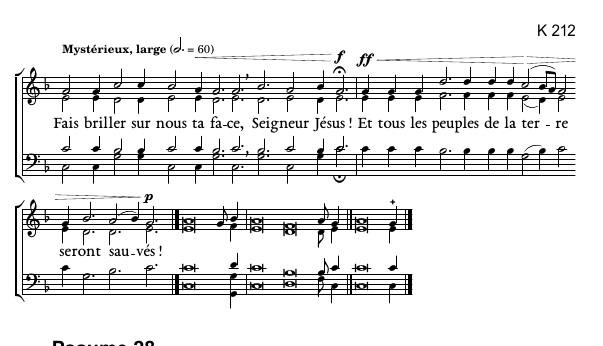 K 212
Mystérieux, large (𝅗𝅥. = 60)
f ff
Fais briller sur nous ta fa-ce, Seigneur Jésus ! Et tous les peuples de la ter - re
p
seront sau-vés !